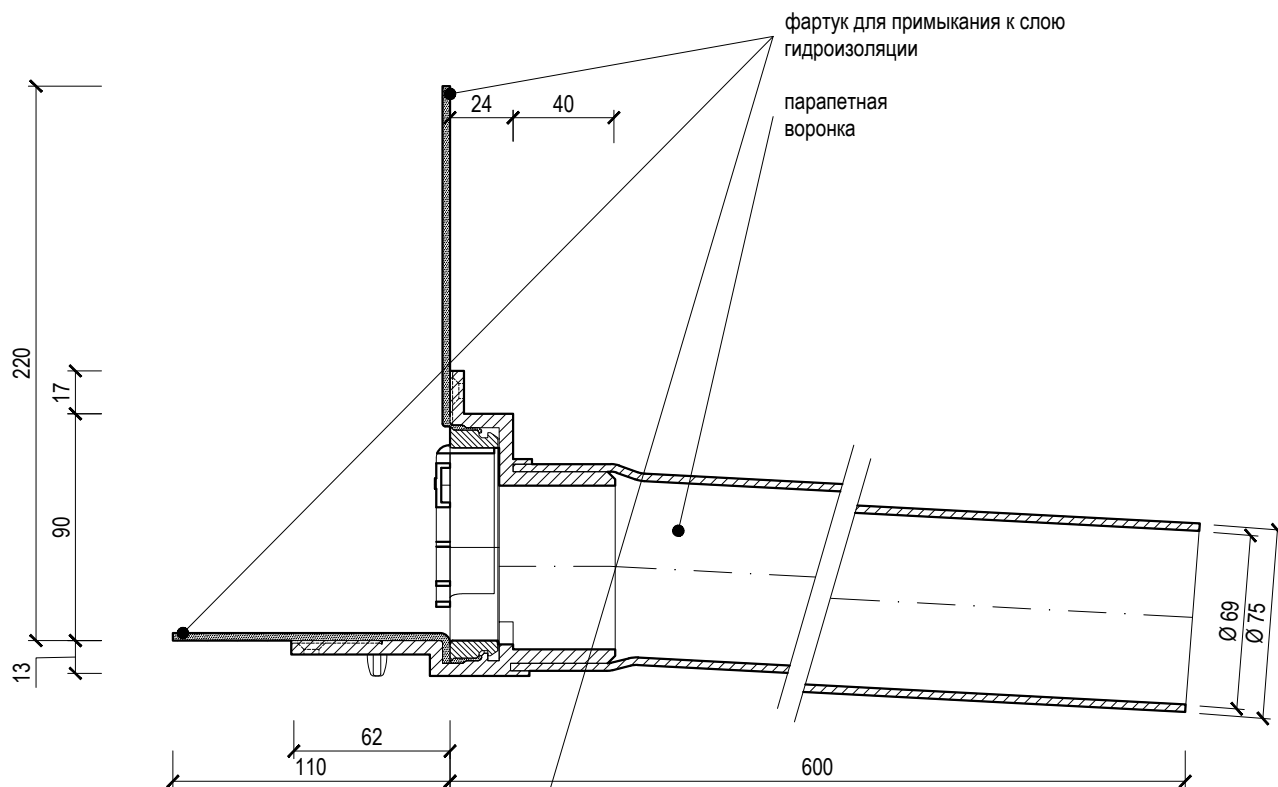 фартук для примыкания к слою
гидроизоляции
24
40
парапетная
воронка
220
17
90
13
Ø 69
Ø 75
62
110
600